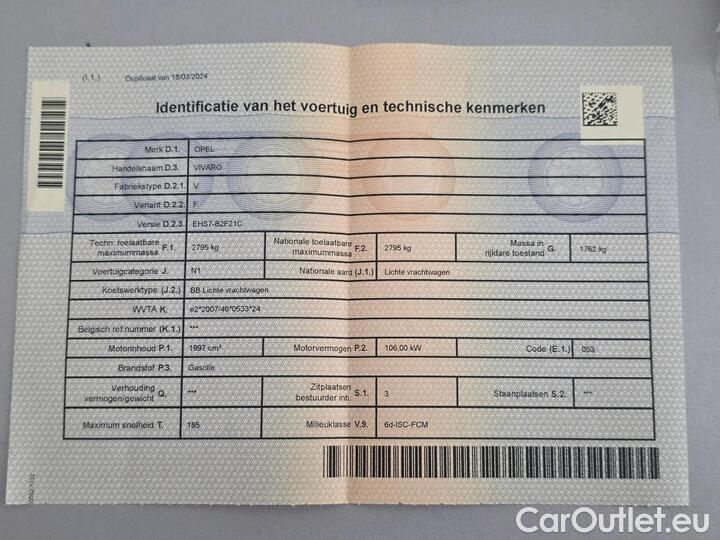 (I.1.) Duplicaat van 18/03/2024
Identificatie van het voertuig en technische kenmerken
Merk D.1. OPEL
Handelsnaam D.3. VIVARO
Fabriekstype D.2.1. V
Variant D.2.2. F
Versie D.2.3. EHS7-B2F21C
Techn. toelaatbare maximummassa F.1. 2795 kg Nationale toelaatbare maximummassa F.2. 2795 kg Massa in rijklare toestand G. 1762 kg
Voertuigcategorie J. N1 Nationale aard (J.1.) Lichte vrachtwagen
Koetswerktype (J.2.) BB Lichte vrachtwagen
WVTA K. e2*2007/46*0533*24
Belgisch ref.nummer (K.1.) ***
Motorinhoud P.1. 1997 cm³ Motorvermogen P.2. 106,00 kW Code (E.1.) 053
Brandstof P.3. Gasolie
Verhouding vermogen/gewicht Q. *** Zitplaatsen bestuurder inb. S.1. 3 Staanplaatsen S.2. ***
Maximum snelheid T. 185 Milieuklasse V.9. 6d-ISC-FCM
CarOutlet.eu